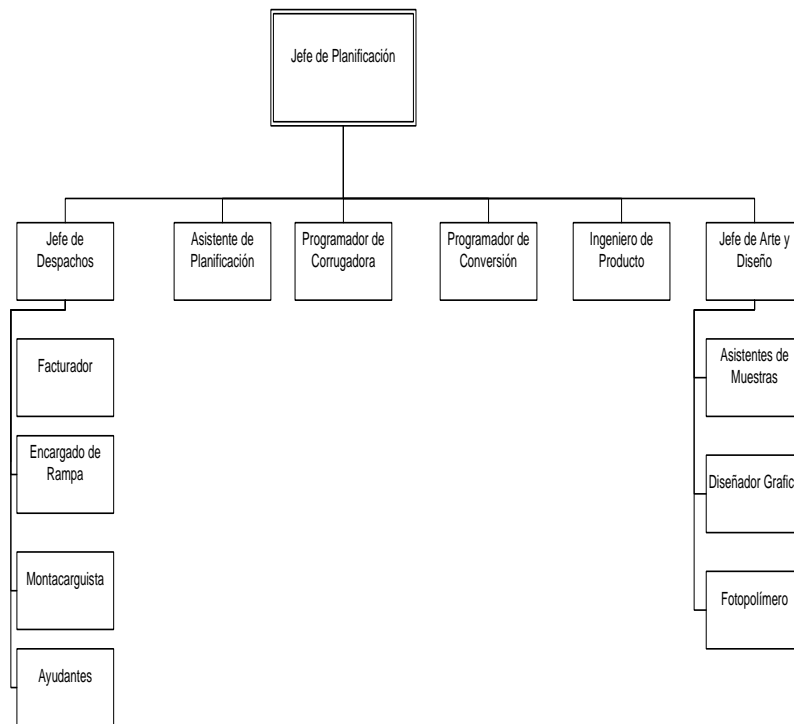 Jefe de Planificación
Jefe de
Despachos
Asistente de
Planificación
Programador de
Corrugadora
Programador de
Conversión
Ingeniero de
Producto
Jefe de Arte y
Diseño
Facturador
Encargado de
Rampa
Montacarguista
Ayudantes
Asistentes de
Muestras
Diseñador Grafic
Fotopolímero